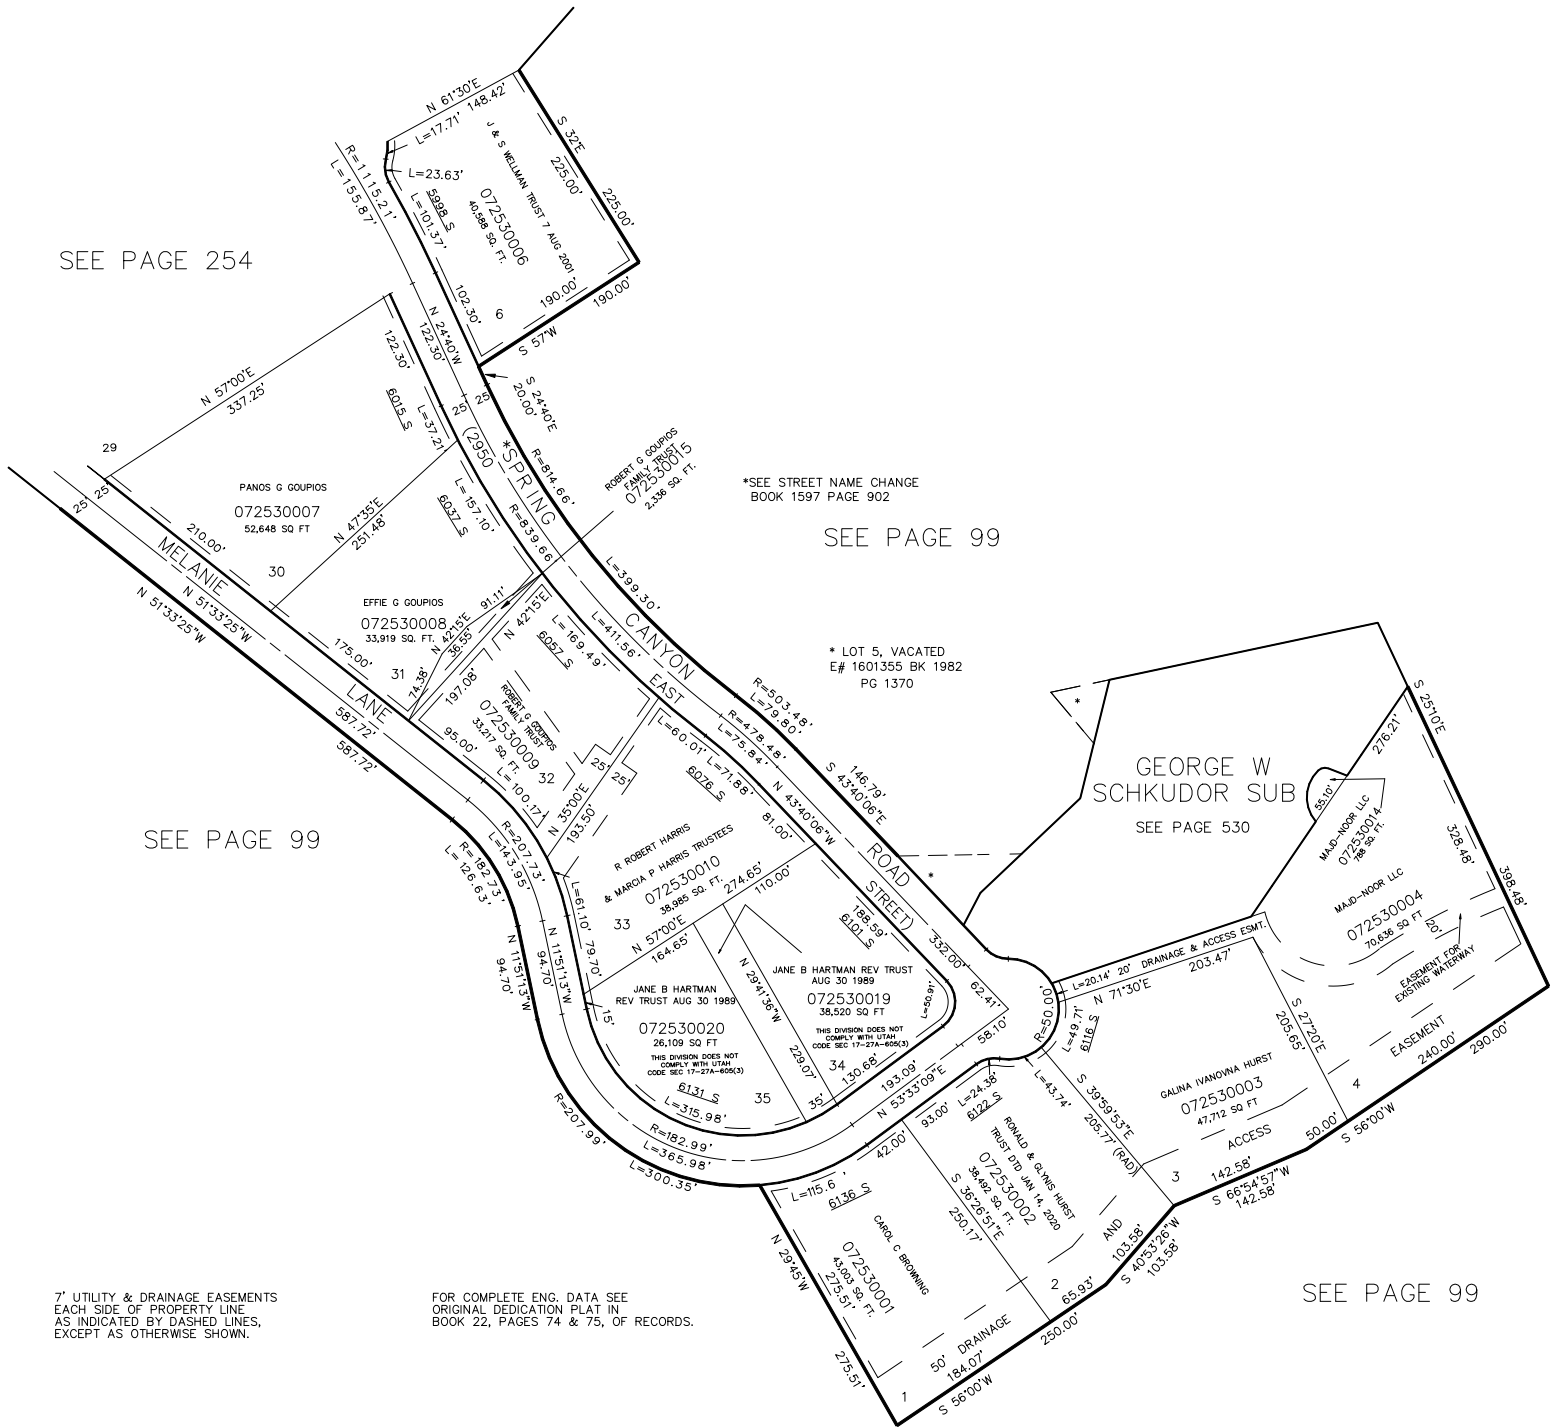 N 61°30'E
148.42'
L=17.71'
L=23.63'
S 32°E
225.00'
225.00'
R=1115.21'
L=155.87'
5998 S
L=101.37'
J & S WELLMAN TRUST 7 AUG 2001
072530006
40,588 SQ. FT.
102.30'
6
190.00'
190.00'
S 57°W
SEE PAGE 254
N 24°40'W
122.30'
122.30'
S 24°40'E
20.00'
25'
25'
N 57°00'E
337.25'
6015 S
L=37.21'
29
PANOS G GOUPIOS
072530007
52,648 SQ FT
25'
25'
210.00'
N 47°35'E
251.48'
30
(2950
*SPRING
CANYON
ROAD
EAST
STREET)
R=814.66'
R=839.66'
L=157.10'
6037 S
ROBERT G GOUPIOS
FAMILY TRUST
072530015
2,336 SQ. FT.
*SEE STREET NAME CHANGE
BOOK 1597 PAGE 902
SEE PAGE 99
MELANIE
LANE
N 51°33'25"W
N 51°33'25"W
EFFIE G GOUPIOS
072530008
33,919 SQ. FT.
31
175.00'
91.11'
N 42°15'E
36.55'
74.38'
N 42°15'E
197.08'
6057 S
L=169.49'
L=411.56'
L=399.30'
ROBERT G GOUPIOS
FAMILY TRUST
072530009
33,217 SQ. FT.
32
95.00'
L=100.17'
587.72'
587.72'
25'
25'
N 35°00'E
193.50'
* LOT 5, VACATED
E# 1601355 BK 1982
PG 1370
R=503.48'
L=79.80'
R=478.48'
L=75.84'
L=60.01'
L=71.88'
6076 S
146.79'
S 43°40'06"E
N 43°40'06"W
81.00'
*
*
GEORGE W
SCHKUDOR SUB
SEE PAGE 530
S 25°10'E
276.21'
55.10'
MAJD-NOOR LLC
072530014
788 SQ. FT.
328.48'
398.48'
SEE PAGE 99
R=207.73'
L=143.95'
R=182.73'
L=126.63'
R ROBERT HARRIS
& MARCIA P HARRIS TRUSTEES
072530010
38,985 SQ. FT.
33
L=61.10'
79.70'
N 57°00'E
274.65'
164.65'
110.00'
188.59'
6101 S
332.00'
62.41'
N 11°51'13"W
94.70'
N 11°51'13"W
94.70'
15'
JANE B HARTMAN
REV TRUST AUG 30 1989
072530020
26,109 SQ FT
THIS DIVISION DOES NOT
COMPLY WITH UTAH
CODE SEC 17-27A-605(3)
6131 S
35
L=315.98'
N 29°41'36"W
229.07'
JANE B HARTMAN REV TRUST
AUG 30 1989
072530019
38,520 SQ FT
THIS DIVISION DOES NOT
COMPLY WITH UTAH
CODE SEC 17-27A-605(3)
34
L=50.91'
130.68'
35'
58.10'
193.09'
N 53°33'09"E
R=182.99'
L=365.98'
R=207.99'
L=300.35'
R=50.00'
L=20.14'
20' DRAINAGE & ACCESS ESMT.
203.47'
N 71°30'E
L=49.71'
6116 S
MAJD-NOOR LLC
072530004
70,636 SQ FT
20'
EASEMENT FOR
EXISTING WATERWAY
S 27°20'E
205.65'
EASEMENT
240.00'
290.00'
4
GALINA IVANOVNA HURST
072530003
47,712 SQ FT
ACCESS
50.00'
S 56°00'W
3
142.58'
S 66°54'57"W
142.58'
S 39°59'53"E
205.77' (RAD)
L=43.74'
L=24.38'
6122 S
93.00'
42.00'
RONALD & GLYNIS HURST
TRUST DTD JAN 14, 2020
072530002
38,492 SQ. FT.
S 36°26'51"E
250.17'
AND
103.58'
S 40°53'26"W
103.58'
2
65.93'
L=115.6 '
6136 S
CAROL C BROWNING
072530001
43,003 SQ. FT.
275.51'
N 29°45'W
275.51'
50' DRAINAGE
184.07'
250.00'
S 56°00'W
1
SEE PAGE 99
7' UTILITY & DRAINAGE EASEMENTS
EACH SIDE OF PROPERTY LINE
AS INDICATED BY DASHED LINES,
EXCEPT AS OTHERWISE SHOWN.
FOR COMPLETE ENG. DATA SEE
ORIGINAL DEDICATION PLAT IN
BOOK 22, PAGES 74 & 75, OF RECORDS.